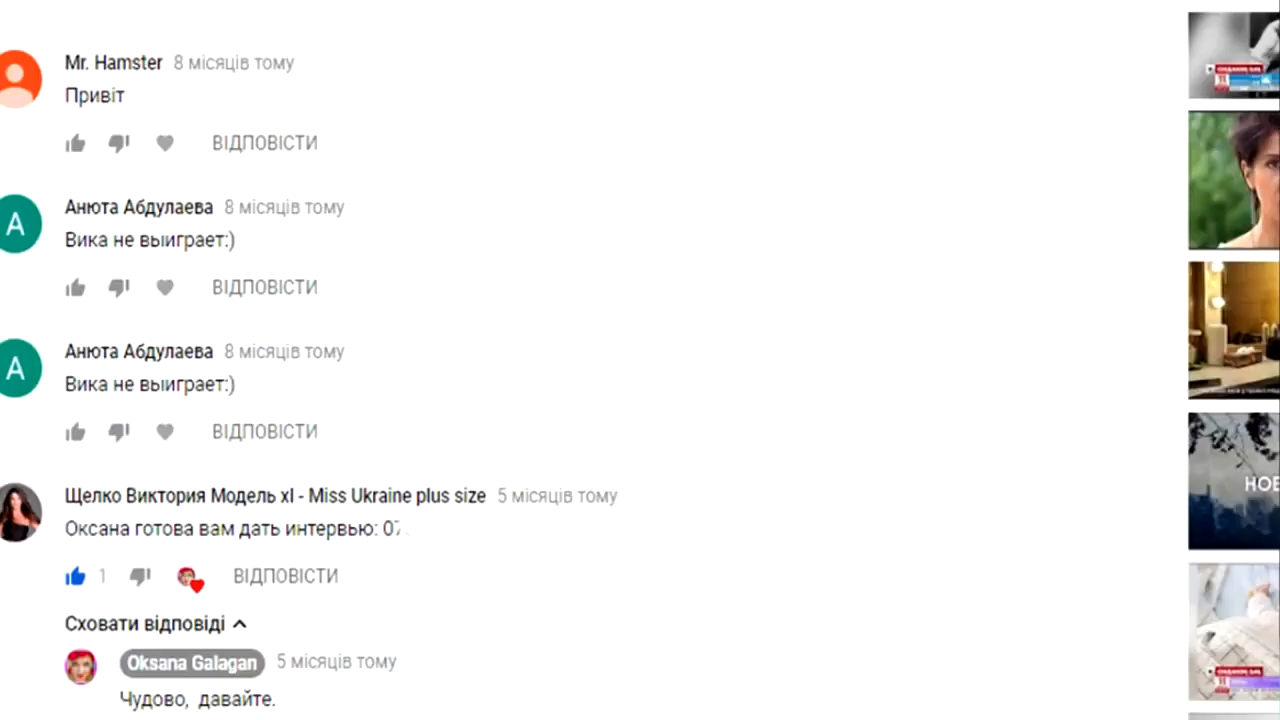 Mr. Hamster 8 місяців тому
Привіт
ВІДПОВІСТИ
A
Анюта Абдулаева 8 місяців тому
Вика не выиграет:)
ВІДПОВІСТИ
A
Анюта Абдулаева 8 місяців тому
Вика не выиграет:)
ВІДПОВІСТИ
Щелко Виктория Модель xl - Miss Ukraine plus size 5 місяців тому
Оксана готова вам дать интервью:
1 ВІДПОВІСТИ
Сховати відповіді
Oksana Galagan 5 місяців тому
Чудово, давайте.